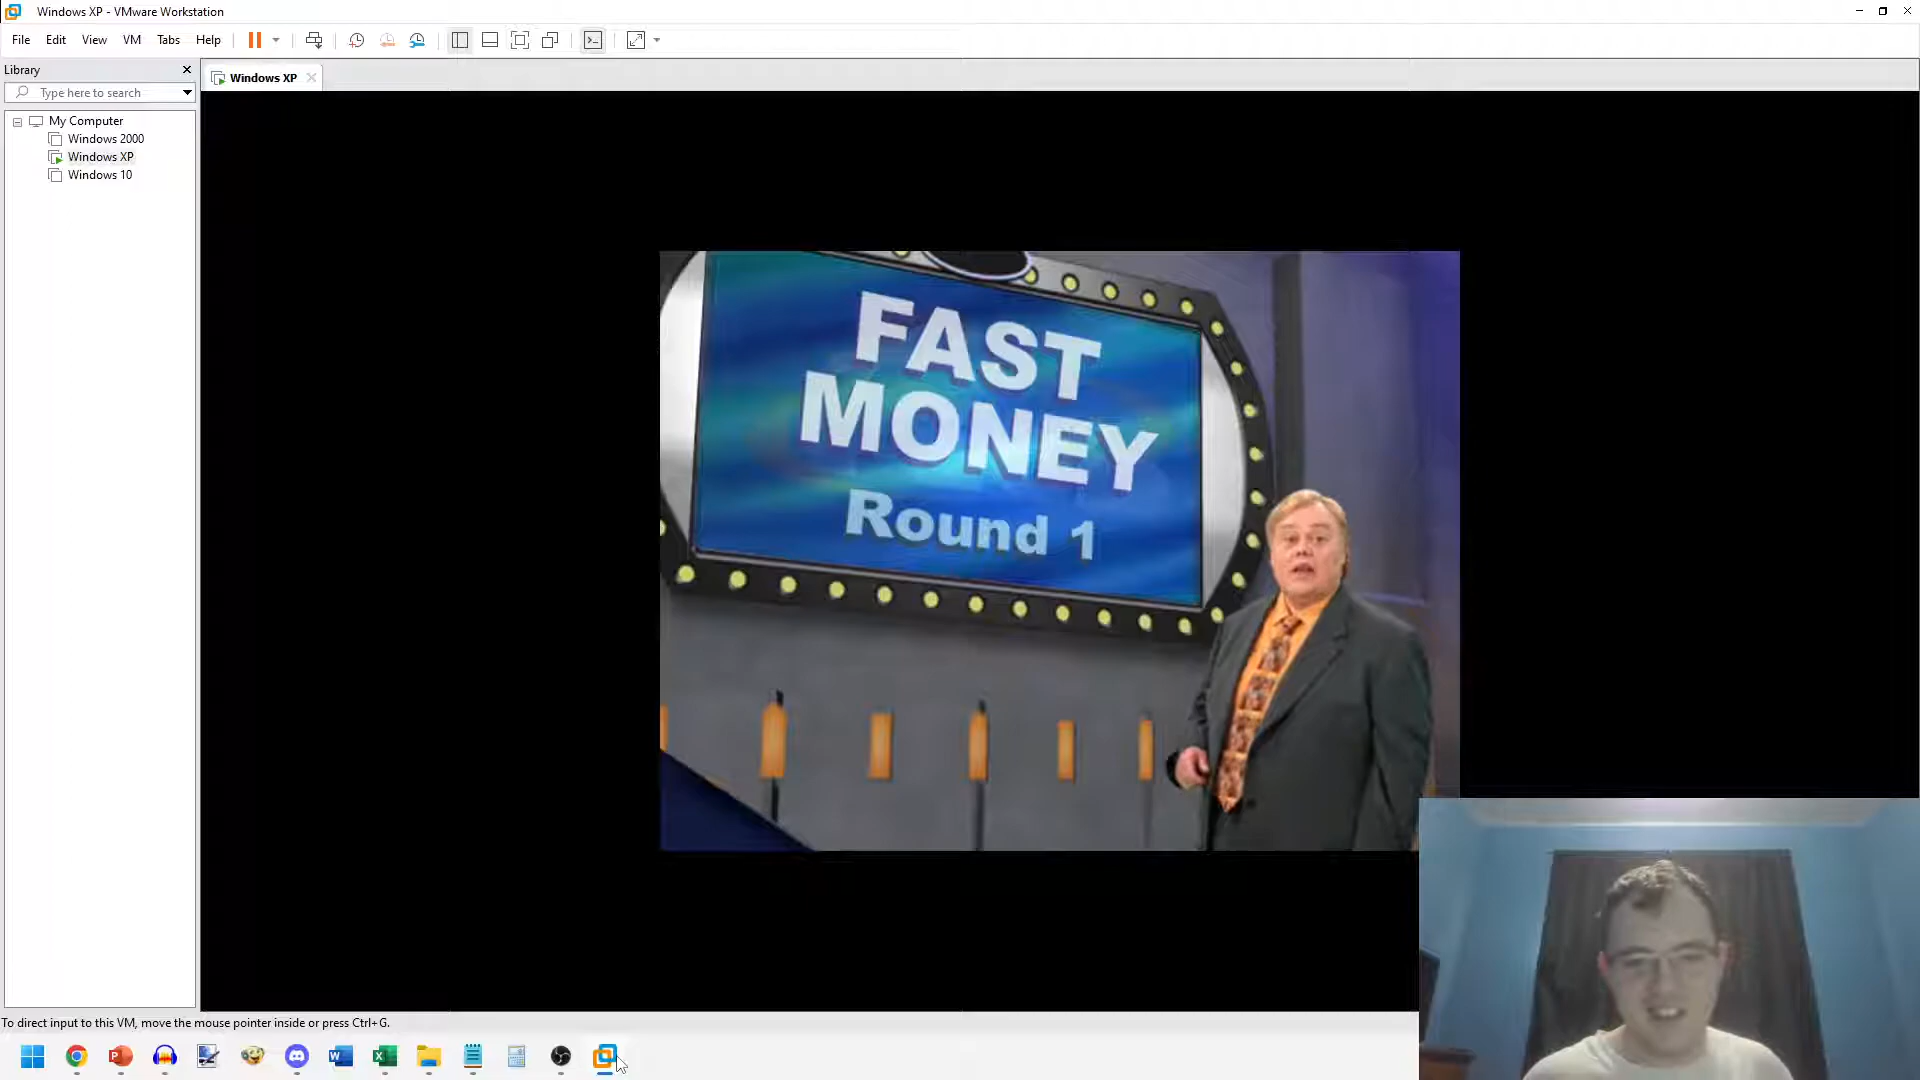 Windows XP - VMware Workstation
File Edit View VM Tabs Help
Library
Windows XP
Type here to search
My Computer
Windows 2000
Windows XP
Windows 10
FAST
MONEY
Round 1
To direct input to this VM, move the mouse pointer inside or press Ctrl+G.